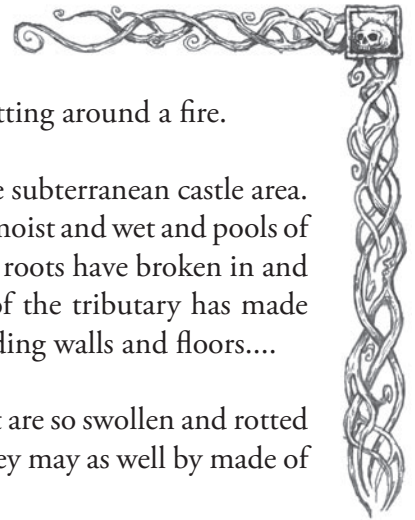 tting around a fire.
e subterranean castle area.
noist and wet and pools of
roots have broken in and
of the tributary has made
ding walls and floors....
t are so swollen and rotted
ey may as well by made of